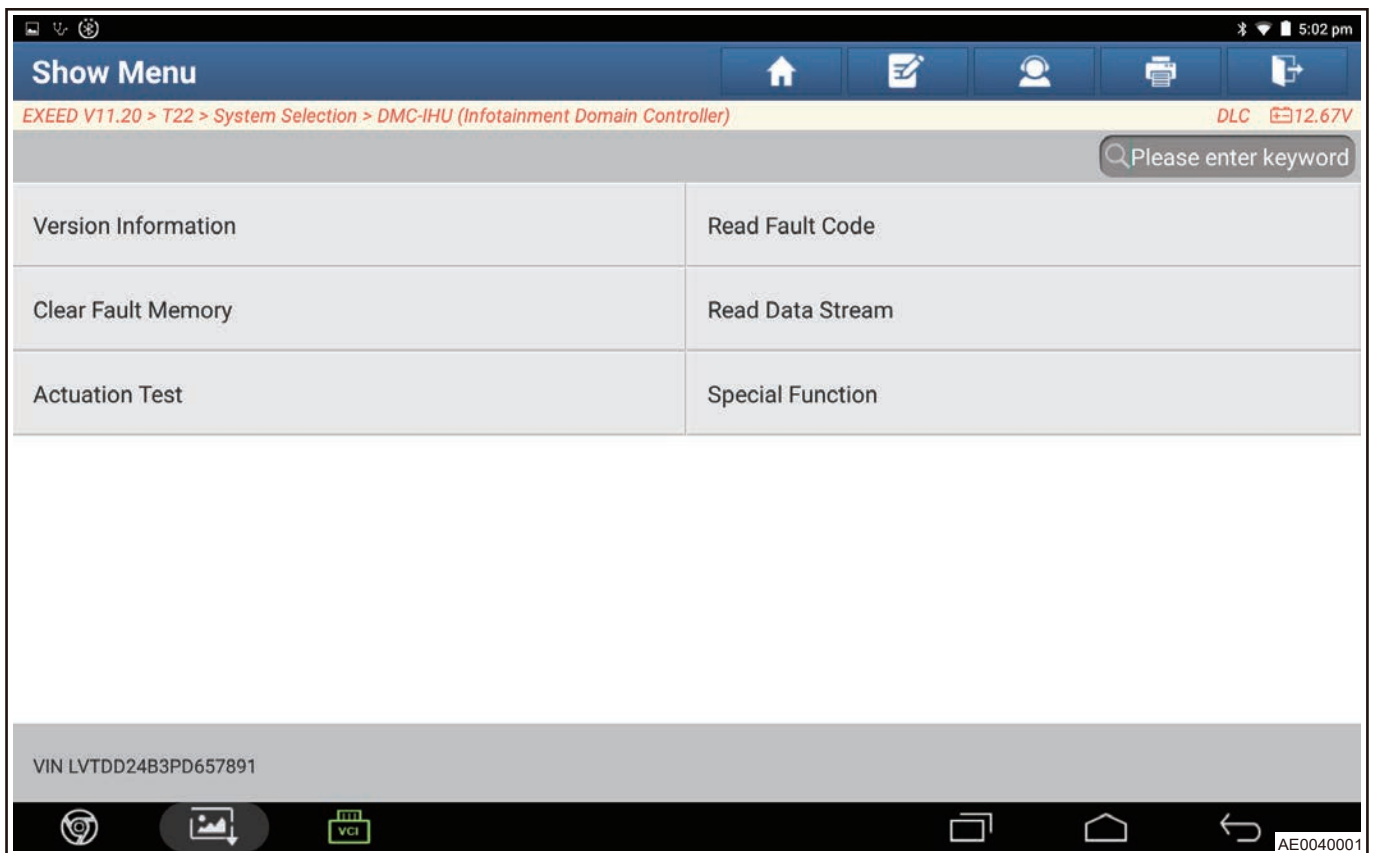 5:02 pm
Show Menu
EXEED V11.20 > T22 > System Selection > DMC-IHU (Infotainment Domain Controller)
DLC 12.67V
Please enter keyword
Version Information
Read Fault Code
Clear Fault Memory
Read Data Stream
Actuation Test
Special Function
VIN LVTDD24B3PD657891
VCI
AE0040001